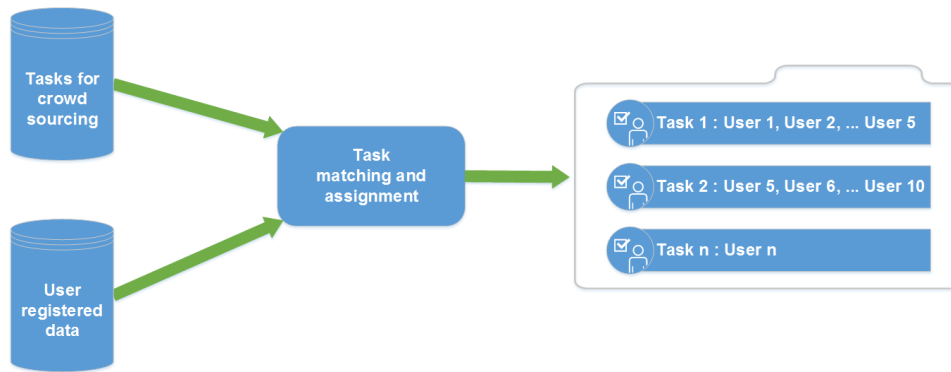 Tasks for
crowd
sourcing
Task
matching and
assignment
User
registered
data
Task 1 : User 1, User 2, ... User 5
Task 2 : User 5, User 6, ... User 10
Task n : User n